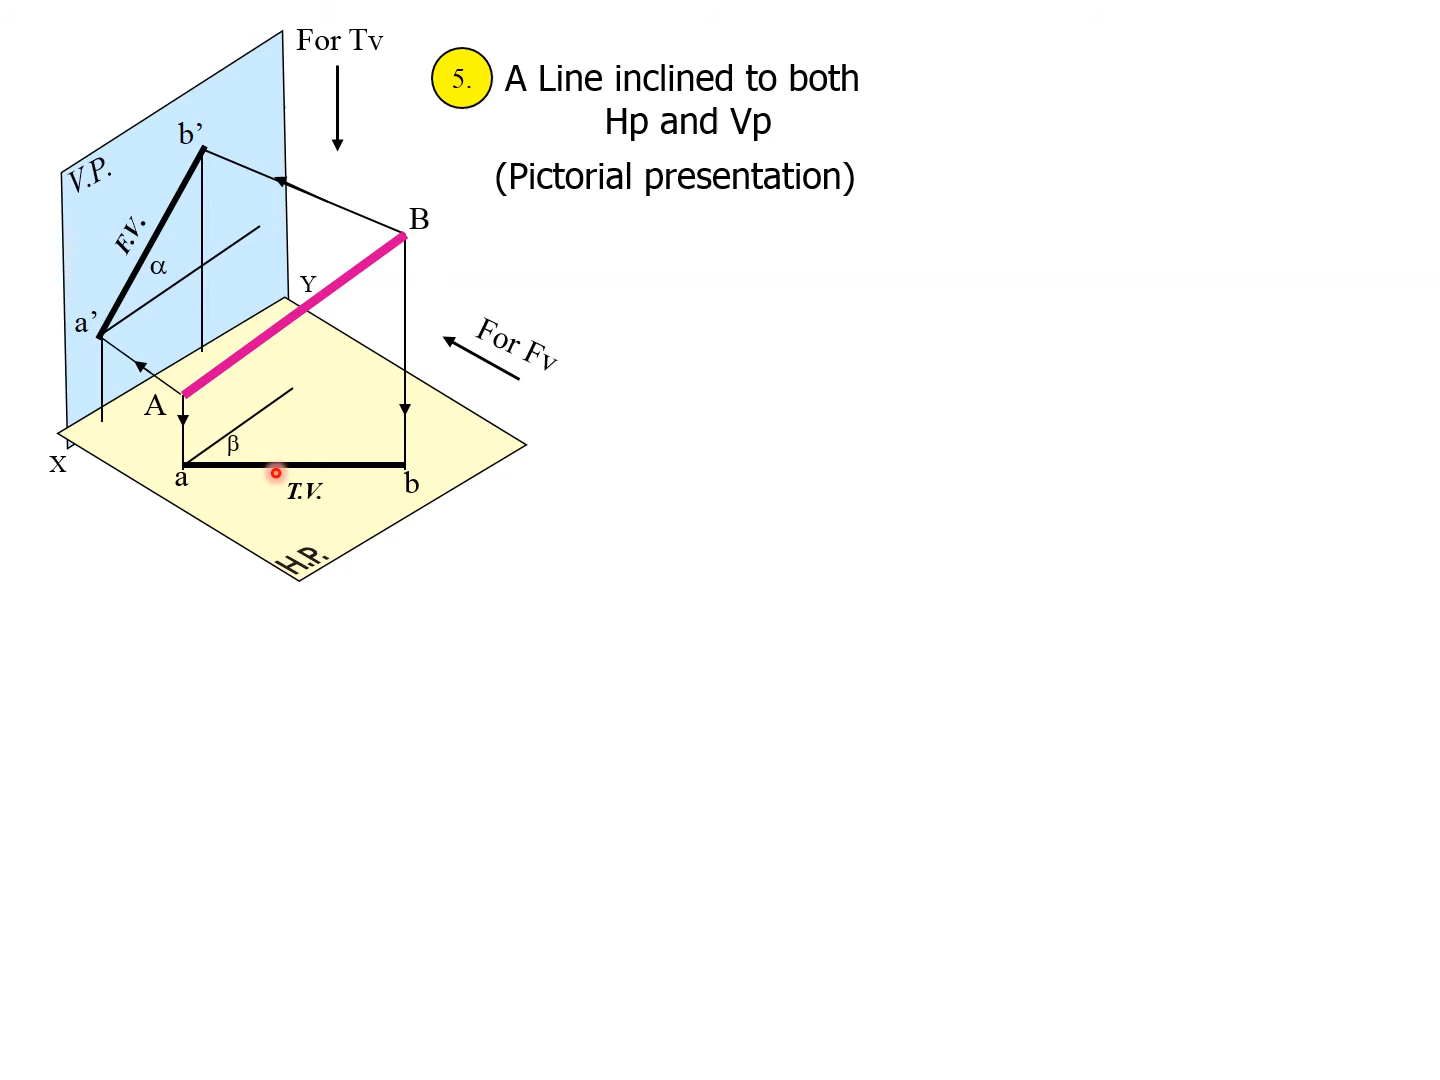 For Tv
5.
A Line inclined to both
Hp and Vp
(Pictorial presentation)
b’
V.P.
B
F.V.
α
Y
a’
For Fv
A
β
X
a
b
T.V.
H.P.